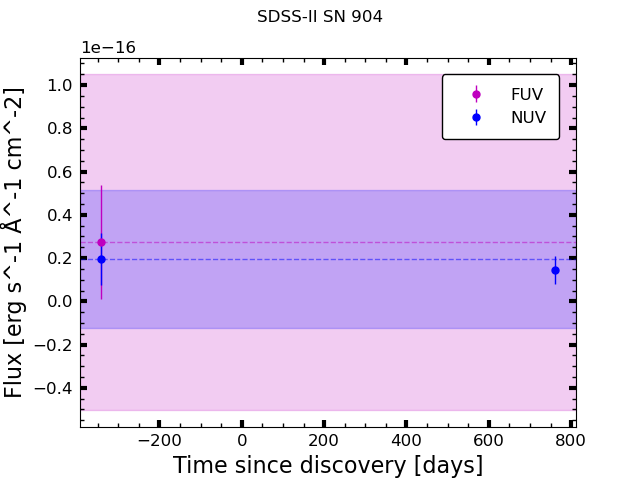 SDSS-II SN 904
1e−16
FUV
NUV
1.0
0.8
0.6
0.4
0.2
0.0
−0.2
−0.4
Flux [erg s^-1 Å^-1 cm^-2]
−200 0 200 400 600 800
Time since discovery [days]